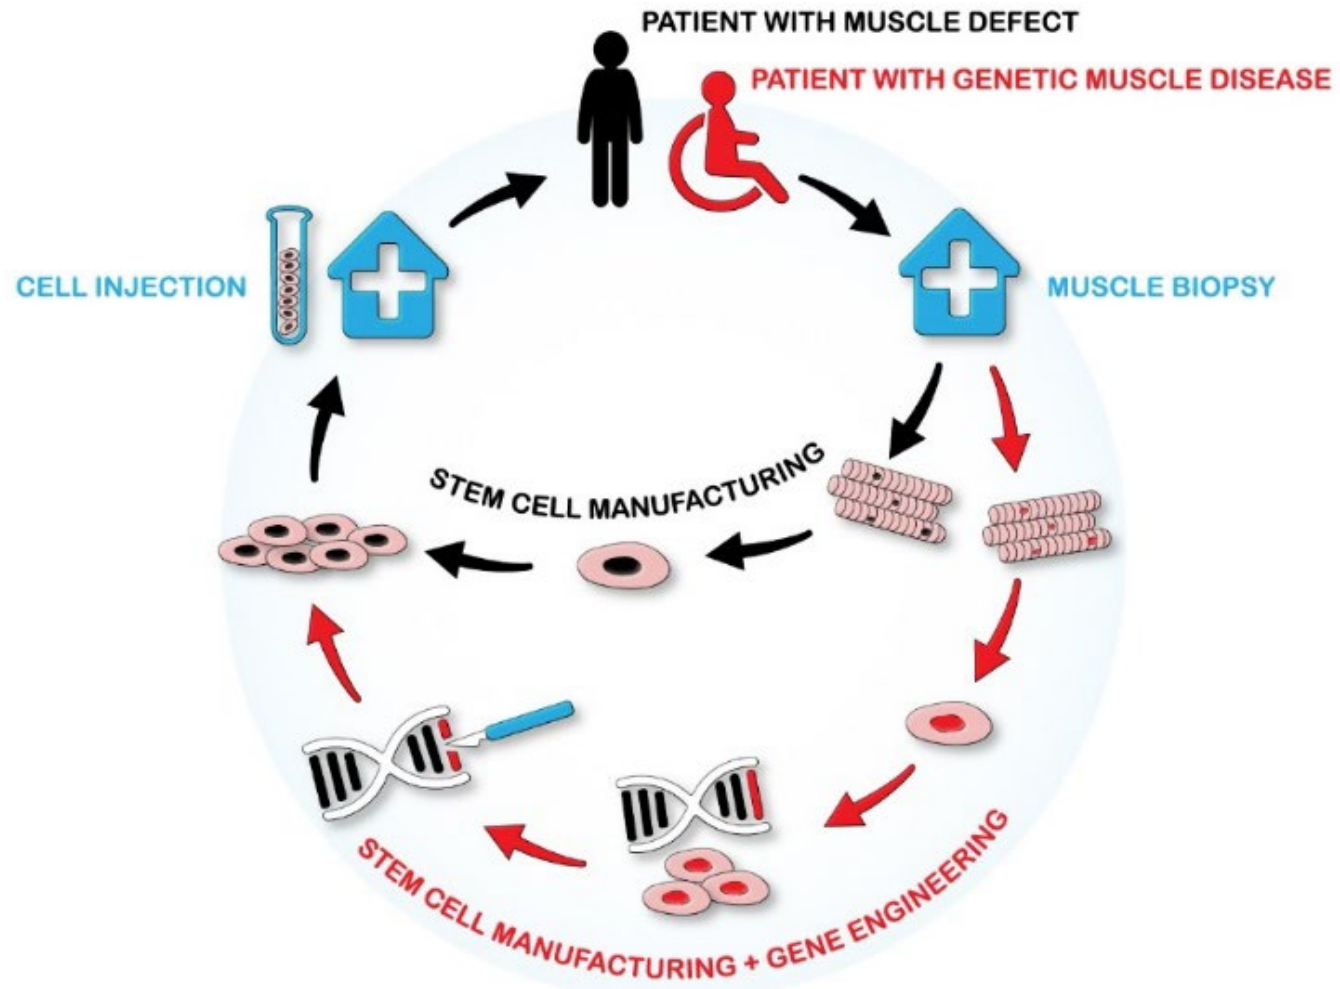 PATIENT WITH MUSCLE DEFECT
PATIENT WITH GENETIC MUSCLE DISEASE
CELL INJECTION
MUSCLE BIOPSY
STEM CELL MANUFACTURING
STEM CELL MANUFACTURING + GENE ENGINEERING